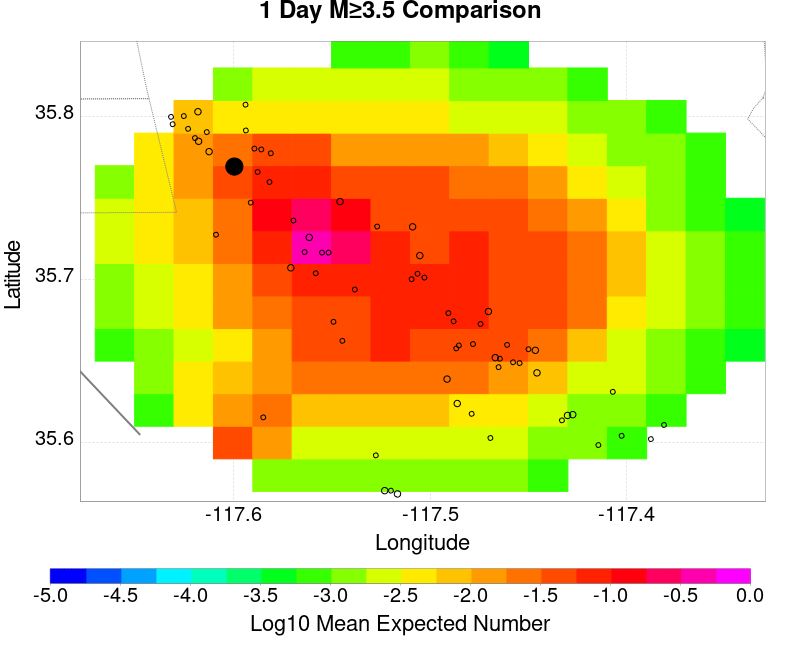 1 Day M≥3.5 Comparison
35.8
35.7
35.6
Latitude
-117.6 -117.5 -117.4
Longitude
-5.0 -4.5 -4.0 -3.5 -3.0 -2.5 -2.0 -1.5 -1.0 -0.5 0.0
Log10 Mean Expected Number